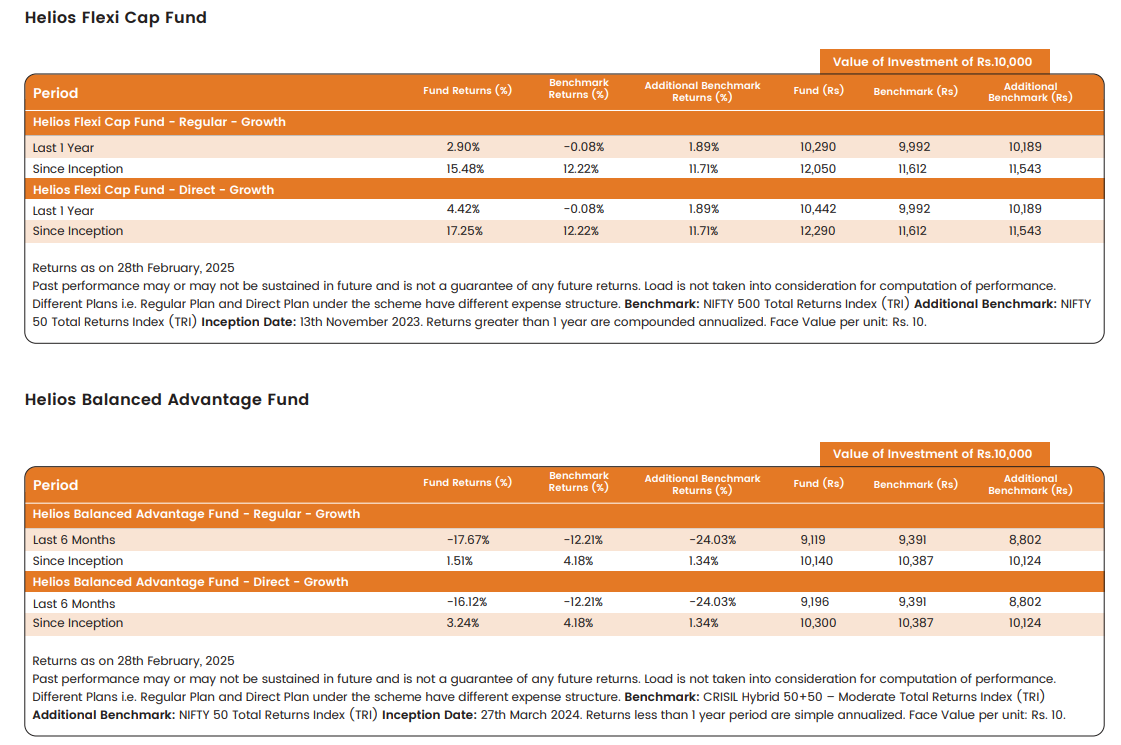 Helios Flexi Cap Fund
Value of Investment of Rs.10,000
Period Fund Returns (%) Benchmark Returns (%) Additional Benchmark Returns (%) Fund (Rs) Benchmark (Rs) Additional Benchmark (Rs)
Helios Flexi Cap Fund - Regular - Growth
Last 1 Year 2.90% -0.08% 1.89% 10,290 9,992 10,189
Since Inception 15.48% 12.22% 11.71% 12,050 11,612 11,543
Helios Flexi Cap Fund - Direct - Growth
Last 1 Year 4.42% -0.08% 1.89% 10,442 9,992 10,189
Since Inception 17.25% 12.22% 11.71% 12,290 11,612 11,543
Returns as on 28th February, 2025
Past performance may or may not be sustained in future and is not a guarantee of any future returns. Load is not taken into consideration for computation of performance.
Different Plans i.e. Regular Plan and Direct Plan under the scheme have different expense structure. Benchmark: NIFTY 500 Total Returns Index (TRI) Additional Benchmark: NIFTY
50 Total Returns Index (TRI) Inception Date: 13th November 2023. Returns greater than 1 year are compounded annualized. Face Value per unit: Rs. 10.
Helios Balanced Advantage Fund
Value of Investment of Rs.10,000
Period Fund Returns (%) Benchmark Returns (%) Additional Benchmark Returns (%) Fund (Rs) Benchmark (Rs) Additional Benchmark (Rs)
Helios Balanced Advantage Fund - Regular - Growth
Last 6 Months -17.67% -12.21% -24.03% 9,119 9,391 8,802
Since Inception 1.51% 4.18% 1.34% 10,140 10,387 10,124
Helios Balanced Advantage Fund - Direct - Growth
Last 6 Months -16.12% -12.21% -24.03% 9,196 9,391 8,802
Since Inception 3.24% 4.18% 1.34% 10,300 10,387 10,124
Returns as on 28th February, 2025
Past performance may or may not be sustained in future and is not a guarantee of any future returns. Load is not taken into consideration for computation of performance.
Different Plans i.e. Regular Plan and Direct Plan under the scheme have different expense structure. Benchmark: CRISIL Hybrid 50+50 – Moderate Total Returns Index (TRI)
Additional Benchmark: NIFTY 50 Total Returns Index (TRI) Inception Date: 27th March 2024. Returns less than 1 year period are simple annualized. Face Value per unit: Rs. 10.